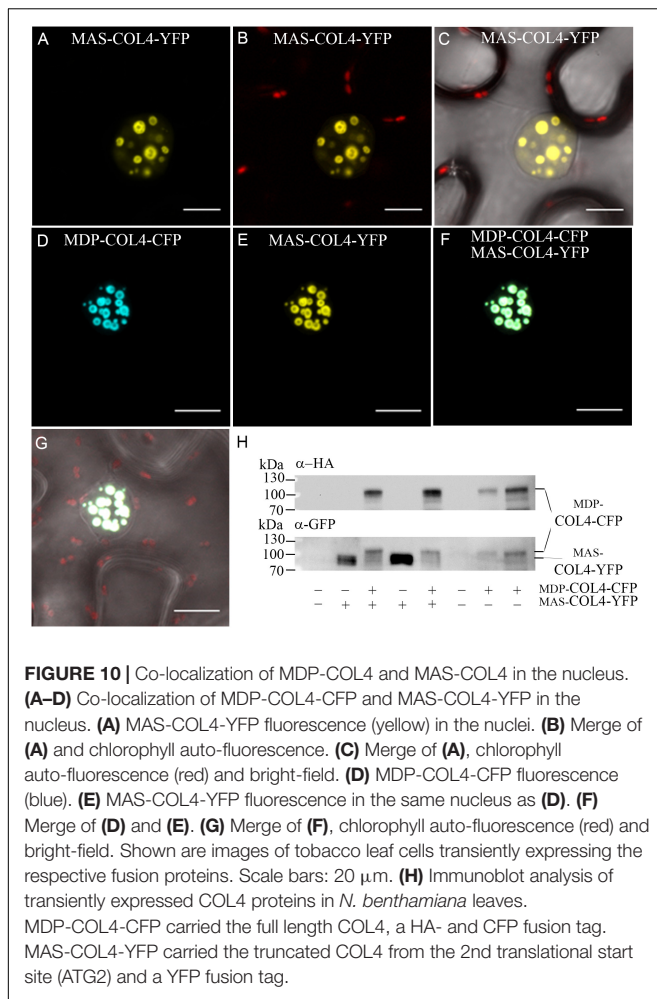 A MAS-COL4-YFP
B MAS-COL4-YFP
C MAS-COL4-YFP
D MDP-COL4-CFP
E MAS-COL4-YFP
F MDP-COL4-CFP
MAS-COL4-YFP
G
H
kDa α–HA
130
100
70
kDa α-GFP
130
100
70
MDP-
COL4-CFP
MAS-
COL4-YFP
– – + – + – + + MDP-COL4-CFP
– + + + + – – – MAS-COL4-YFP
FIGURE 10 | Co-localization of MDP-COL4 and MAS-COL4 in the nucleus.
(A–D) Co-localization of MDP-COL4-CFP and MAS-COL4-YFP in the
nucleus. (A) MAS-COL4-YFP fluorescence (yellow) in the nuclei. (B) Merge of
(A) and chlorophyll auto-fluorescence. (C) Merge of (A), chlorophyll
auto-fluorescence (red) and bright-field. (D) MDP-COL4-CFP fluorescence
(blue). (E) MAS-COL4-YFP fluorescence in the same nucleus as (D). (F)
Merge of (D) and (E). (G) Merge of (F), chlorophyll auto-fluorescence (red) and
bright-field. Shown are images of tobacco leaf cells transiently expressing the
respective fusion proteins. Scale bars: 20 μm. (H) Immunoblot analysis of
transiently expressed COL4 proteins in N. benthamiana leaves.
MDP-COL4-CFP carried the full length COL4, a HA- and CFP fusion tag.
MAS-COL4-YFP carried the truncated COL4 from the 2nd translational start
site (ATG2) and a YFP fusion tag.